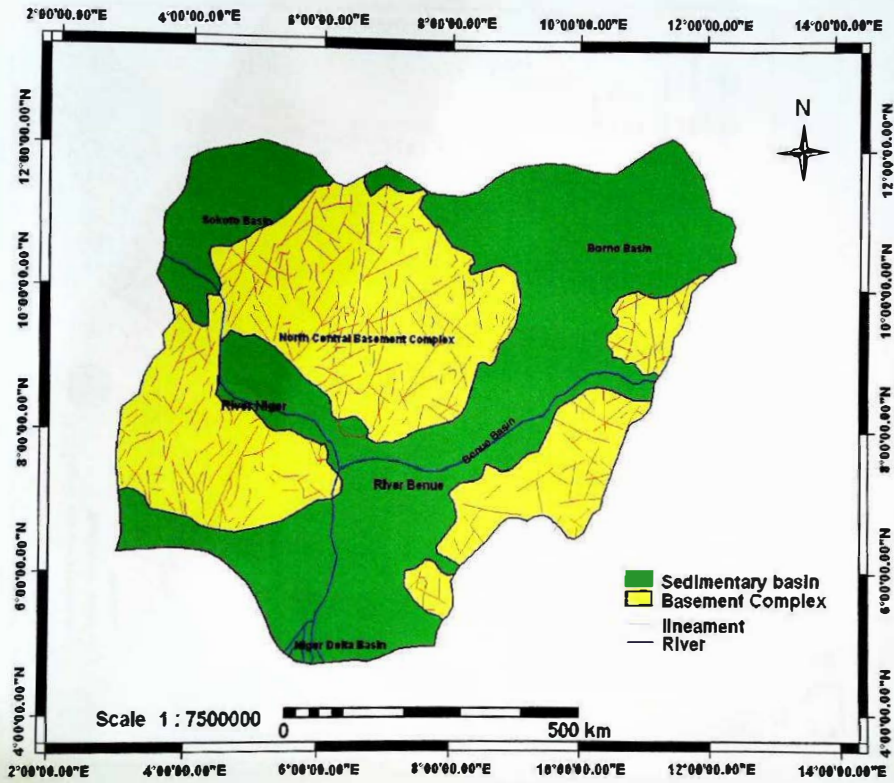 2°00'00.00"E 4°00'00.00"E 6°00'00.00"E 8°00'00.00"E 10°00'00.00"E 12°00'00.00"E 14°00'00.00"E
12°00'00.00"N
10°00'00.00"N
8°00'00.00"N
6°00'00.00"N
4°00'00.00"N
12°00'00.00"N
10°00'00.00"N
8°00'00.00"N
6°00'00.00"N
4°00'00.00"N
N
Sokoto Basin
Borno Basin
North Central Basement Complex
River Niger
Benue Basin
River Benue
Niger Delta Basin
Sedimentary basin
Basement Complex
lineament
River
Scale 1 : 7500000
0 500 km
2°00'00.00"E 4°00'00.00"E 6°00'00.00"E 8°00'00.00"E 10°00'00.00"E 12°00'00.00"E 14°00'00.00"E